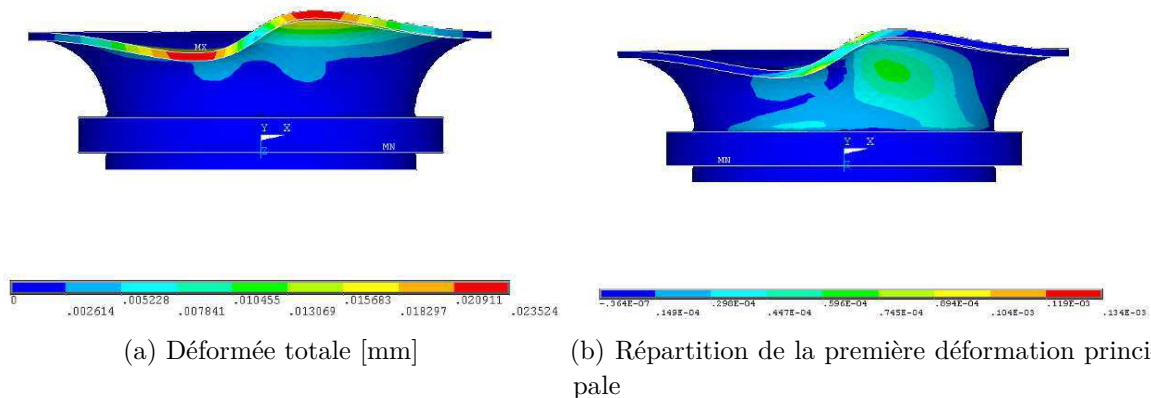 MX
Y X
Z
MN
0 .005228 .010455 .015683 .020911
.002614 .007841 .013069 .018297 .023524
(a) Déformée totale [mm]
Y X
MN
-.364E-07 .298E-04 .596E-04 .894E-04 .119E-03
.149E-04 .447E-04 .745E-04 .104E-03 .134E-03
(b) Répartition de la première déformation princi
pale